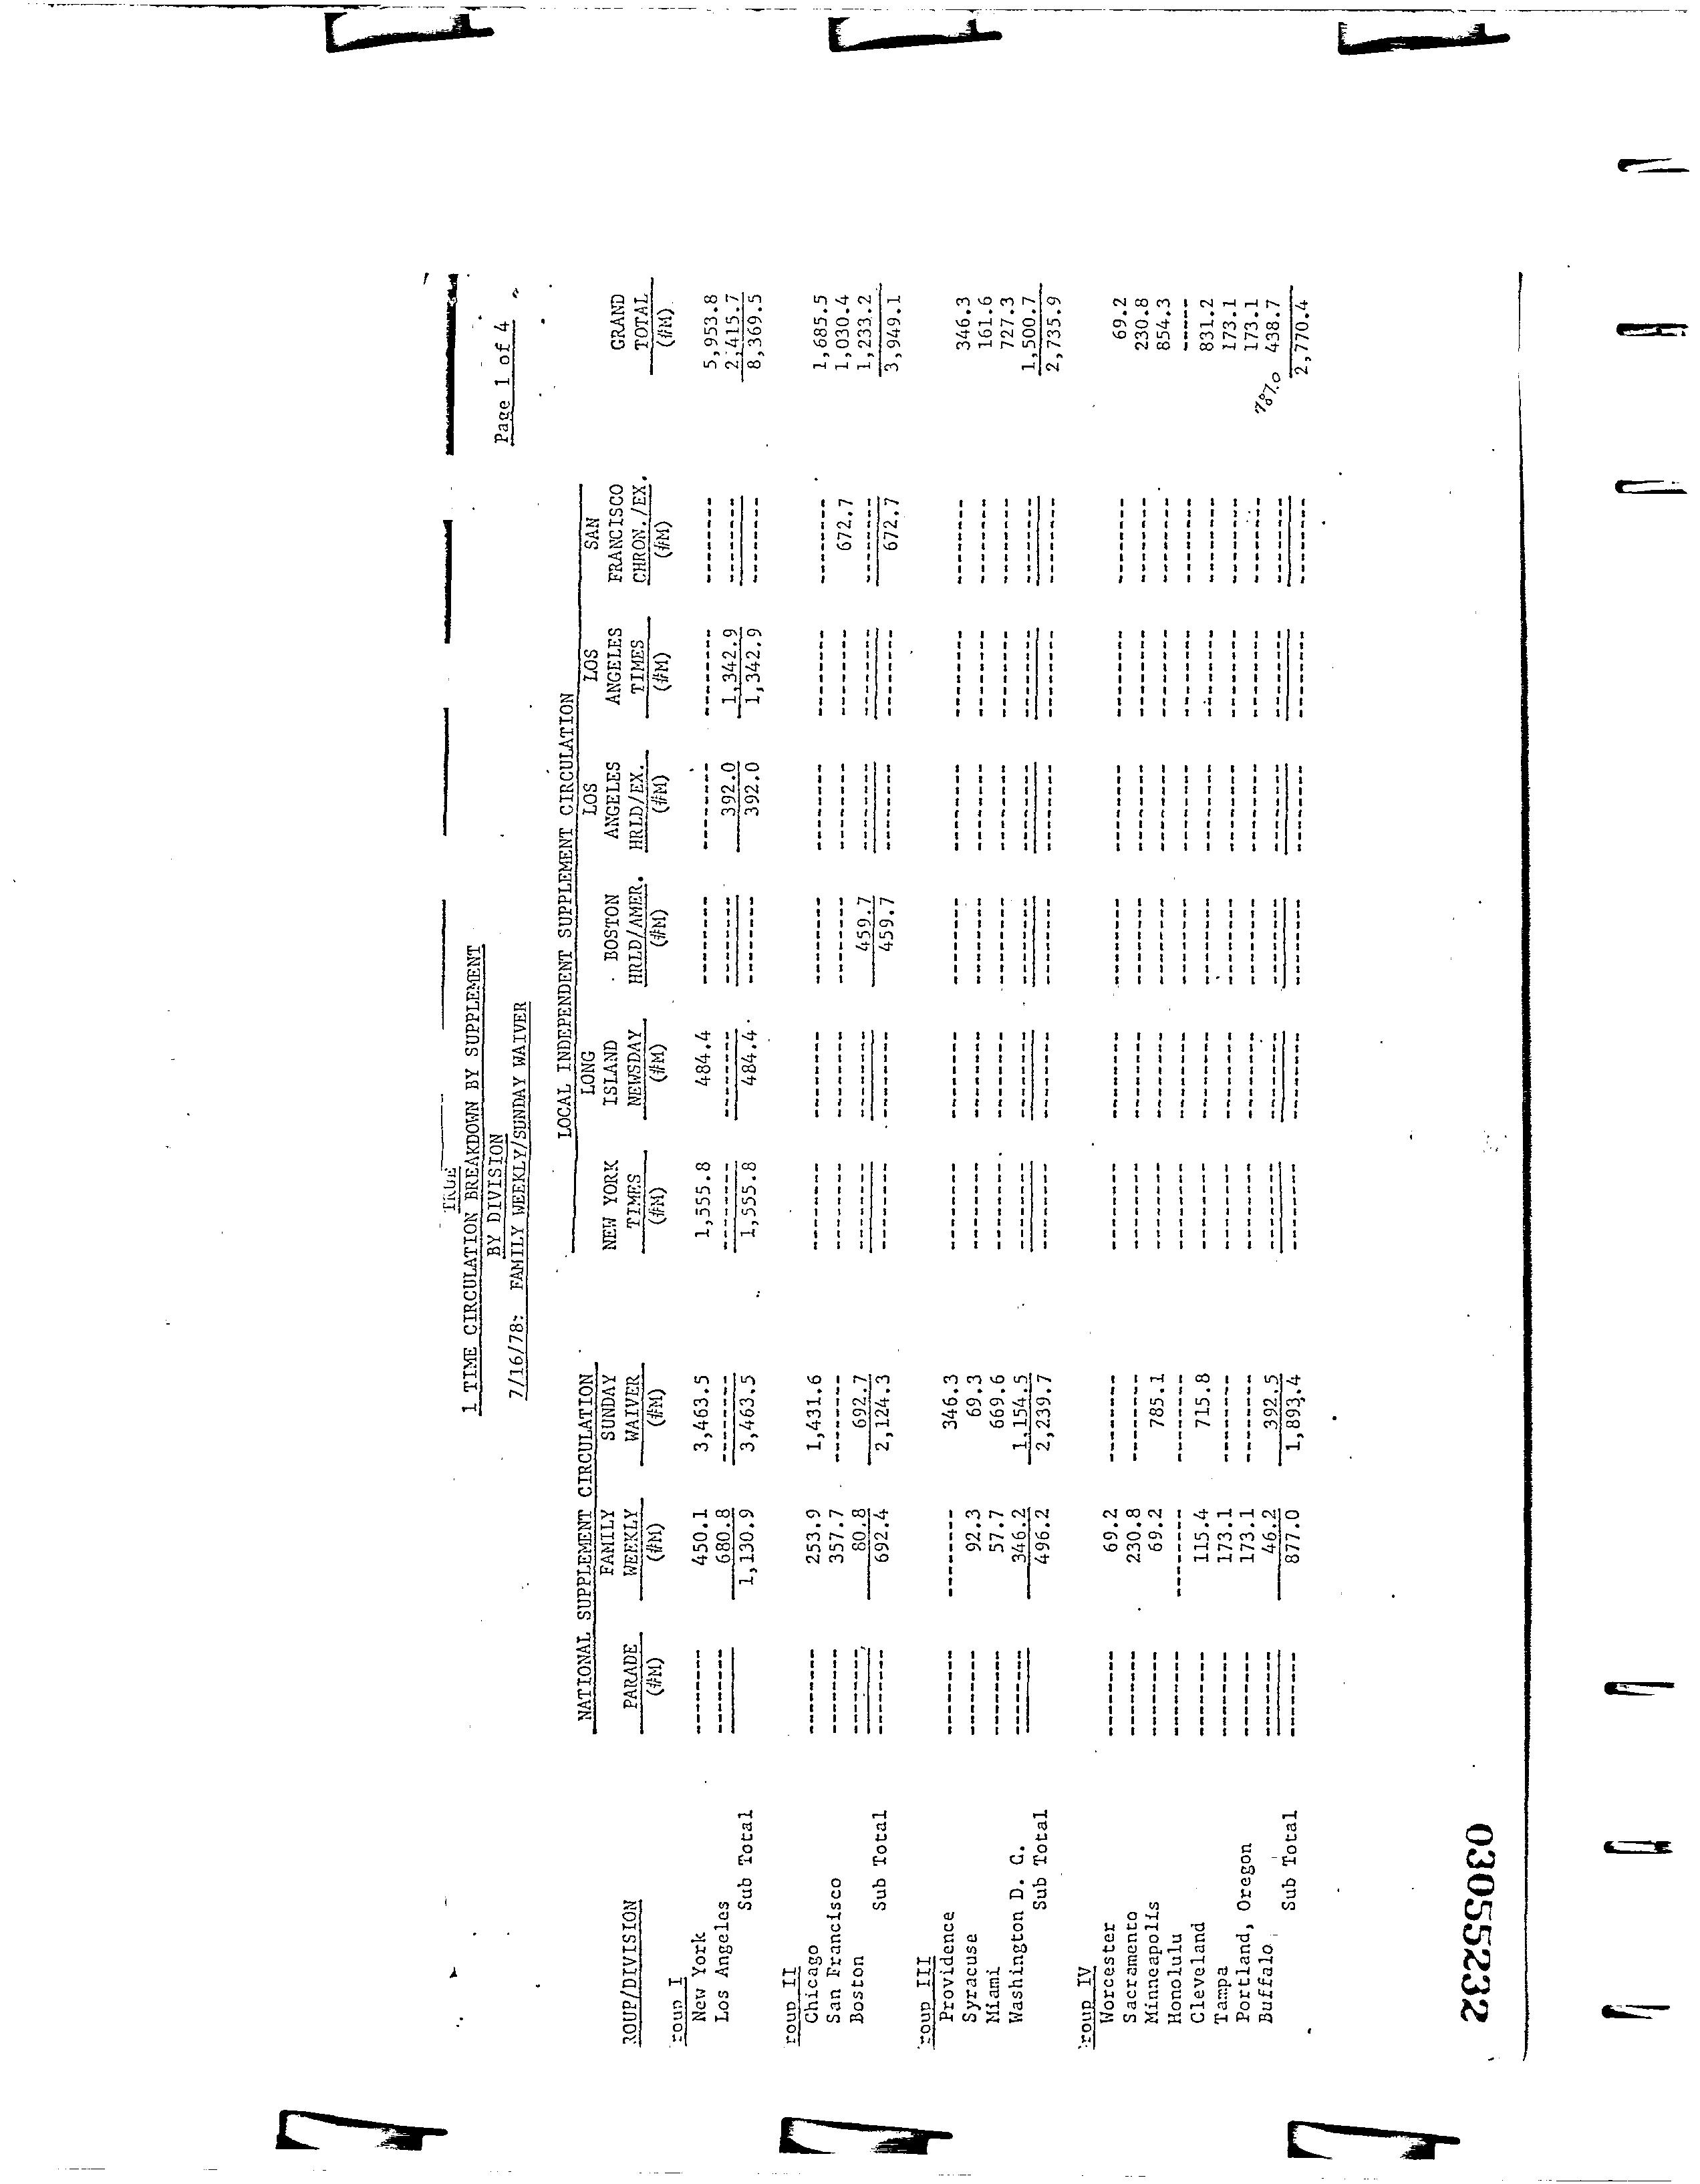 TRUE
1 TIME CIRCULATION BREAKDOWN BY SUPPLEMENT
BY DIVISION
Page 1 of 4
7/16/78: FAMILY WEEKLY/SUNDAY WAIVER
LOCAL INDEPENDENT SUPPLEMENT CIRCULATION
NATIONAL SUPPLEMENT CIRCULATION LONG LOS LOS SAN
FAMILY SUNDAY NEW YORK ISLAND BOSTON ANGELES ANGELES FRANCISCO GRAND
ROUP/DIVISION PARADE WEEKLY WAIVER TIMES NEWSDAY HRLD/AMER. HRLD/EX. TIMES CHRON./EX. TOTAL
(#M) (#M) (#M) (#M) (#M) (#M) (#M) (#M) (#M) (#M)
roup I
New York -------- 450.1 3,463.5 1,555.8 484.4 -------- -------- -------- -------- 5,953.8
Los Angeles -------- 680.8 -------- -------- -------- -------- 392.0 1,342.9 -------- 2,415.7
Sub Total 1,130.9 3,463.5 1,555.8 484.4 -------- 392.0 1,342.9 -------- 8,369.5
roup II
Chicago -------- 253.9 1,431.6 -------- -------- -------- -------- -------- -------- 1,685.5
San Francisco -------- 357.7 -------- -------- -------- -------- -------- -------- 672.7 1,030.4
Boston -------- 80.8 692.7 -------- -------- 459.7 -------- -------- -------- 1,233.2
Sub Total -------- 692.4 2,124.3 -------- -------- 459.7 -------- -------- 672.7 3,949.1
roup III
Providence -------- -------- 346.3 -------- -------- -------- -------- -------- -------- 346.3
Syracuse -------- 92.3 69.3 -------- -------- -------- -------- -------- -------- 161.6
Miami -------- 57.7 669.6 -------- -------- -------- -------- -------- -------- 727.3
Washington D. C. -------- 346.2 1,154.5 -------- -------- -------- -------- -------- -------- 1,500.7
Sub Total 496.2 2,239.7 -------- -------- -------- -------- -------- -------- 2,735.9
roup IV
Worcester -------- 69.2 -------- -------- -------- -------- -------- -------- -------- 69.2
Sacramento -------- 230.8 -------- -------- -------- -------- -------- -------- -------- 230.8
Minneapolis -------- 69.2 785.1 -------- -------- -------- -------- -------- -------- 854.3
Honolulu -------- -------- -------- -------- -------- -------- -------- -------- -------- -----
Cleveland -------- 115.4 715.8 -------- -------- -------- -------- -------- -------- 831.2
Tampa -------- 173.1 -------- -------- -------- -------- -------- -------- -------- 173.1
Portland, Oregon -------- 173.1 -------- -------- -------- -------- -------- -------- -------- 173.1
Buffalo -------- 46.2 392.5 -------- -------- -------- -------- -------- -------- 438.7
Sub Total -------- 877.0 1,893.4 -------- -------- -------- -------- -------- -------- 2,770.4
03055232